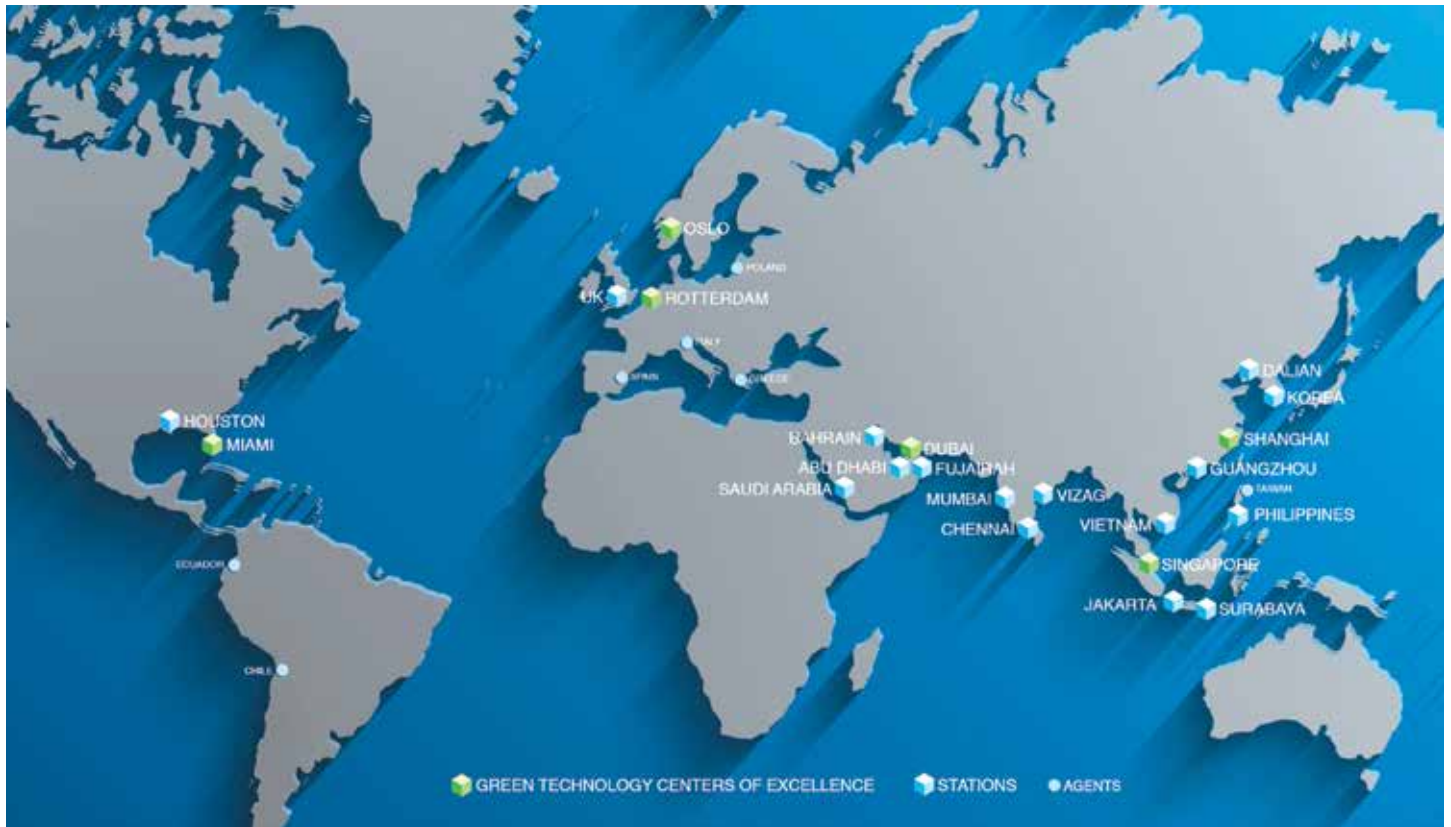 OSLO
POLAND
UK
ROTTERDAM
ITALY
SPAIN
GREECE
DALIAN
KOREA
HOUSTON
MIAMI
BAHRAIN
DUBAI
SHANGHAI
ABU DHABI
FUJAIRAH
GUANGZHOU
SAUDI ARABIA
MUMBAI
VIZAG
TAIWAN
CHENNAI
VIETNAM
PHILIPPINES
ECUADOR
SINGAPORE
JAKARTA
SURABAYA
CHILE
GREEN TECHNOLOGY CENTERS OF EXCELLENCE
STATIONS
AGENTS